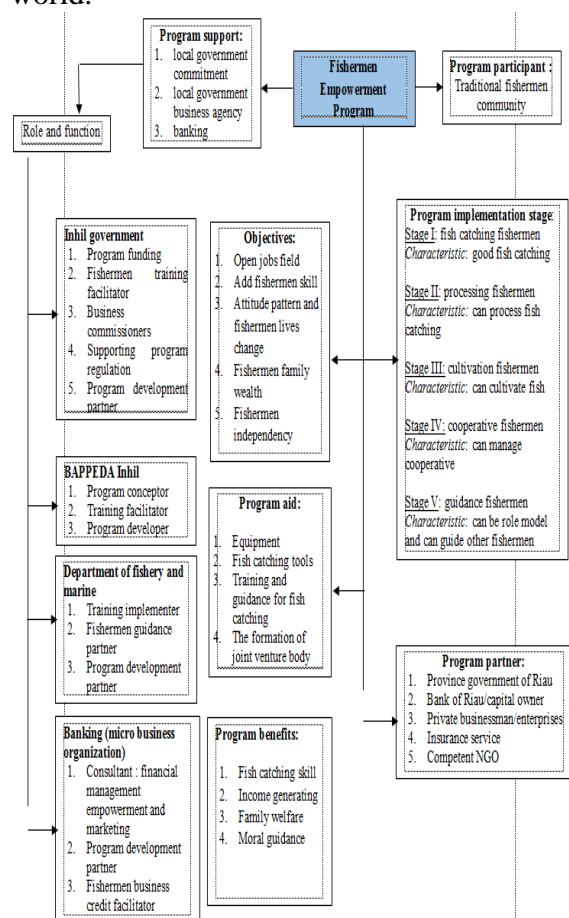 world.
Program support:
1. local government
commitment
2. local government
business agency
3. banking
Fishermen
Empowerment
Program
Program participant :
Traditional fishermen
community
Role and function
Inhil government
1. Program funding
2. Fishermen training
facilitator
3. Business
commissioners
4. Supporting program
regulation
5. Program development
partner
Objectives:
1. Open jobs field
2. Add fishermen skill
3. Attitude pattern and
fishermen lives
change
4. Fishermen family
wealth
5. Fishermen
independency
Program implementation stage:
Stage I: fish catching fishermen
Characteristic: good fish catching
Stage II: processing fishermen
Characteristic: can process fish
catching
Stage III: cultivation fishermen
Characteristic: can cultivate fish
Stage IV: cooperative fishermen
Characteristic: can manage
cooperative
Stage V: guidance fishermen
Characteristic: can be role model
and can guide other fishermen
BAPPEDA Inhil
1. Program conceptor
2. Training facilitator
3. Program developer
Program aid:
1. Equipment
2. Fish catching tools
3. Training and
guidance for fish
catching
4. The formation of
joint venture body
Department of fishery and
marine
1. Training implementer
2. Fishermen guidance
partner
3. Program development
partner
Program partner:
1. Province government of Riau
2. Bank of Riau/capital owner
3. Private businessman/enterprises
4. Insurance service
5. Competent NGO
Banking (micro business
organization)
1. Consultant : financial
management
empowerment and
marketing
2. Program development
partner
3. Fishermen business
credit facilitator
Program benefits:
1. Fish catching skill
2. Income generating
3. Family welfare
4. Moral guidance